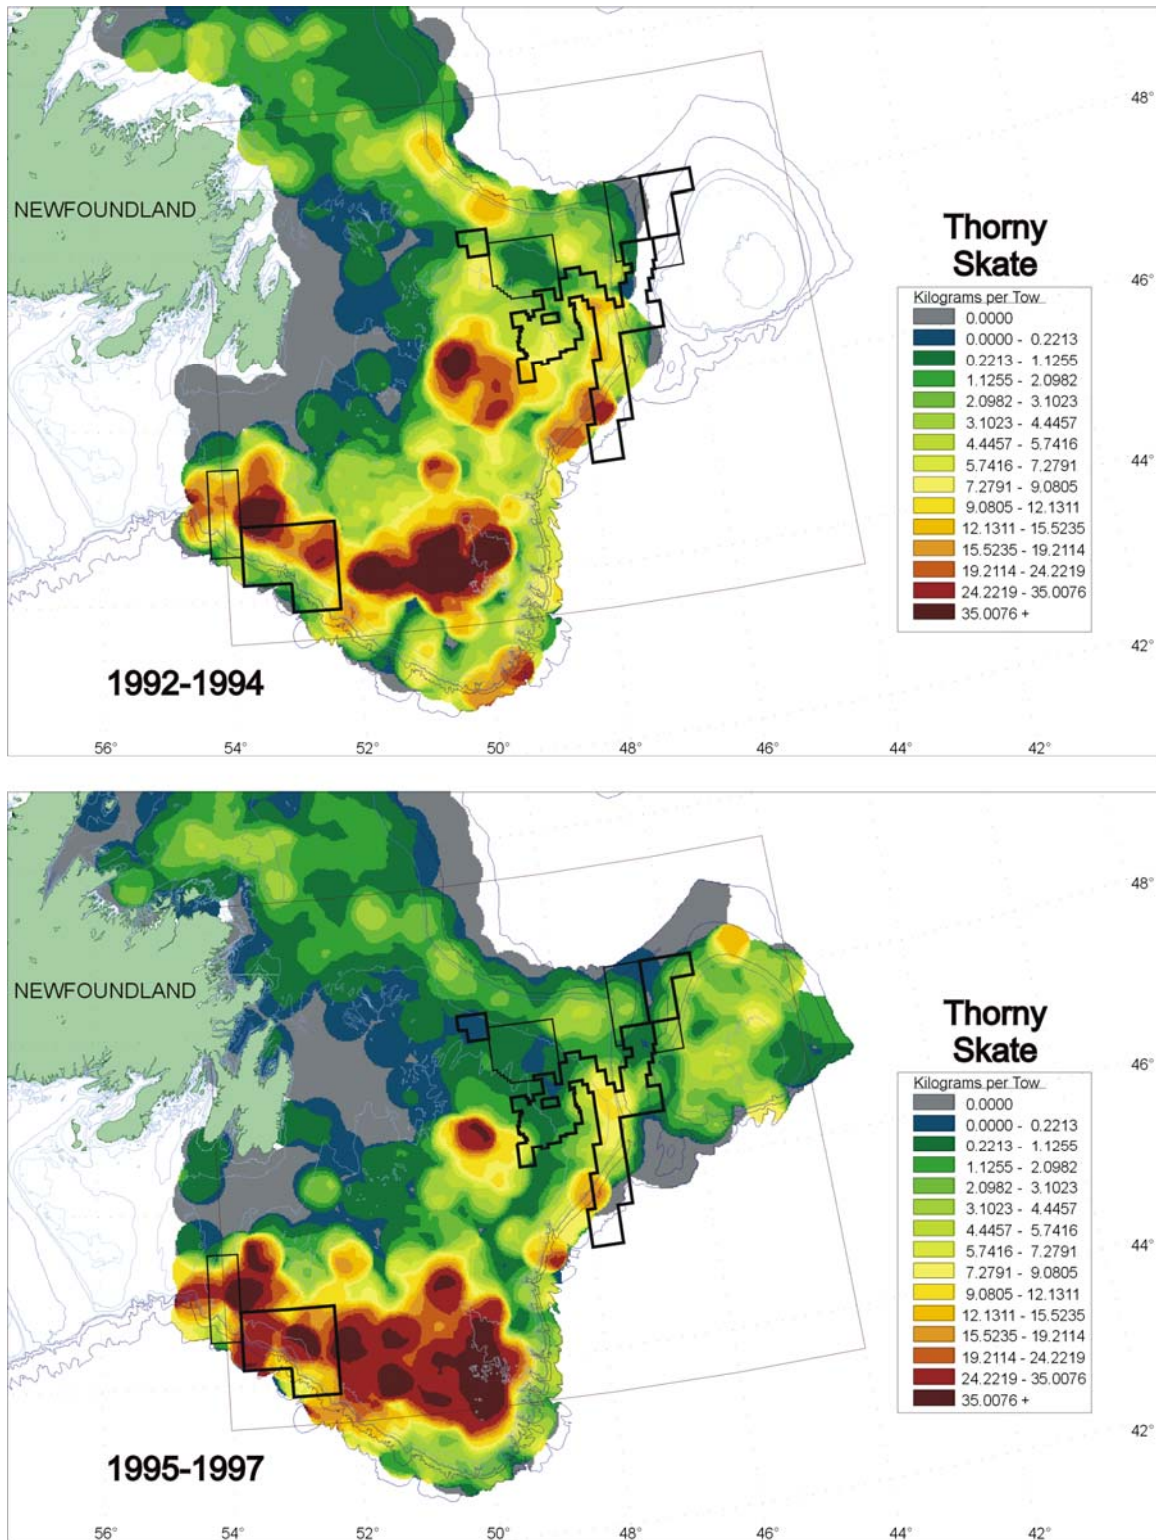 48°
NEWFOUNDLAND
Thorny
Skate
46°
Kilograms per Tow
0.0000
0.0000 - 0.2213
0.2213 - 1.1255
1.1255 - 2.0982
2.0982 - 3.1023
3.1023 - 4.4457
4.4457 - 5.7416
5.7416 - 7.2791
7.2791 - 9.0805
9.0805 - 12.1311
12.1311 - 15.5235
15.5235 - 19.2114
19.2114 - 24.2219
24.2219 - 35.0076
35.0076 +
44°
42°
1992-1994
56°
54°
52°
50°
48°
46°
44°
42°
48°
NEWFOUNDLAND
Thorny
Skate
46°
Kilograms per Tow
0.0000
0.0000 - 0.2213
0.2213 - 1.1255
1.1255 - 2.0982
2.0982 - 3.1023
3.1023 - 4.4457
4.4457 - 5.7416
5.7416 - 7.2791
7.2791 - 9.0805
9.0805 - 12.1311
12.1311 - 15.5235
15.5235 - 19.2114
19.2114 - 24.2219
24.2219 - 35.0076
35.0076 +
44°
42°
1995-1997
56°
54°
52°
50°
48°
46°
44°
42°